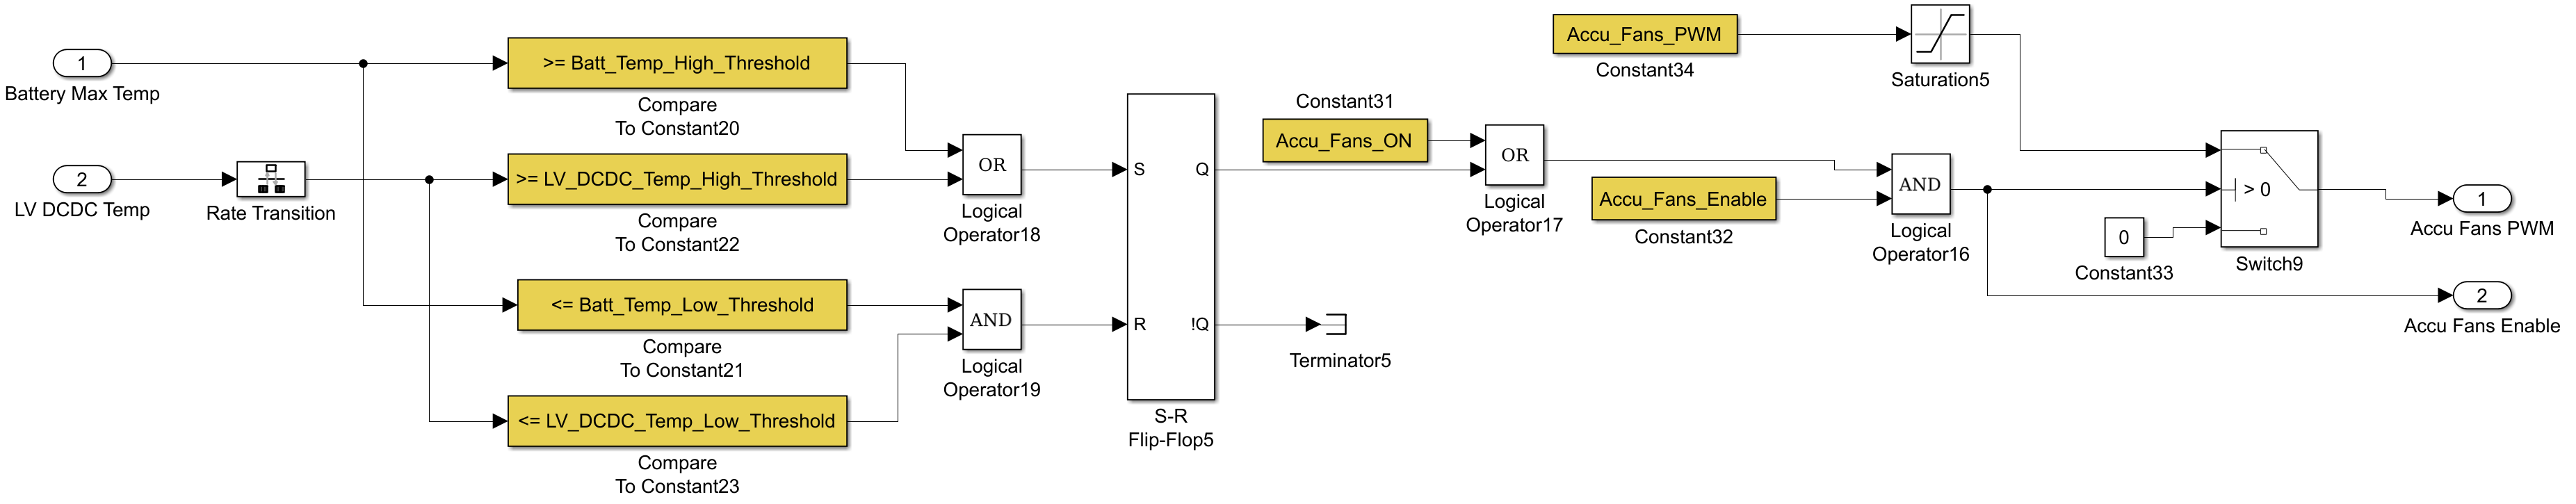 1
Battery Max Temp
2
LV DCDC Temp
Rate Transition
>= Batt_Temp_High_Threshold
Compare
To Constant20
>= LV_DCDC_Temp_High_Threshold
Compare
To Constant22
<= Batt_Temp_Low_Threshold
Compare
To Constant21
<= LV_DCDC_Temp_Low_Threshold
Compare
To Constant23
OR
Logical
Operator18
AND
Logical
Operator19
S
Q
R
!Q
S-R
Flip-Flop5
Terminator5
Constant31
Accu_Fans_ON
OR
Logical
Operator17
Accu_Fans_PWM
Constant34
Accu_Fans_Enable
Constant32
AND
Logical
Operator16
Saturation5
0
Constant33
> 0
Switch9
1
Accu Fans PWM
2
Accu Fans Enable